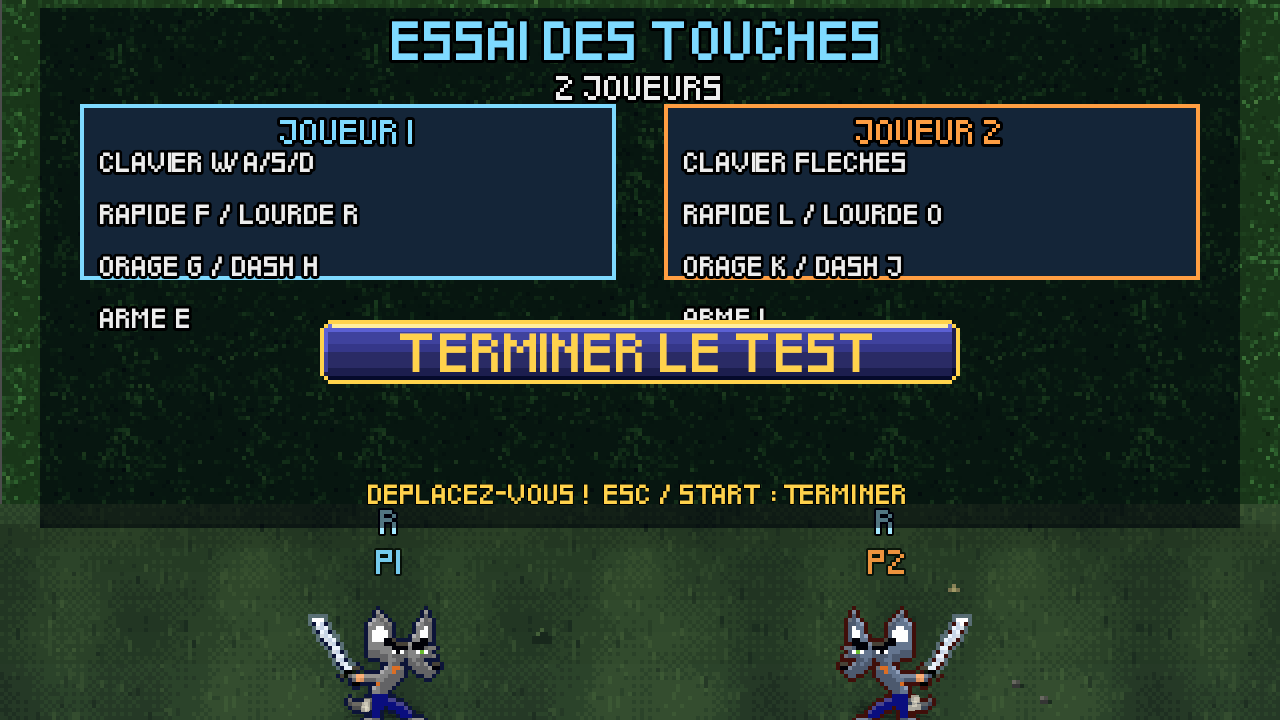 ESSAI DES TOUCHES
2 JOUEURS
JOUEUR 1
CLAVIER W/A/S/D
RAPIDE F / LOURDE R
ORAGE G / DASH H
ARME E
JOUEUR 2
CLAVIER FLECHES
RAPIDE L / LOURDE O
ORAGE K / DASH J
ARME I
TERMINER LE TEST
DEPLACEZ-VOUS ! ESC / START : TERMINER
R
P1
R
P2